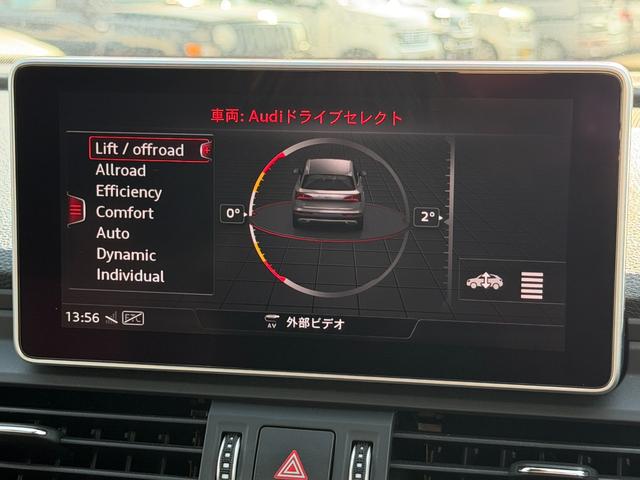 車両: Audiドライブセレクト
Lift / offroad
Allroad
Efficiency
Comfort
Auto
Dynamic
Individual
0°
2°
13:56
AV 外部ビデオ